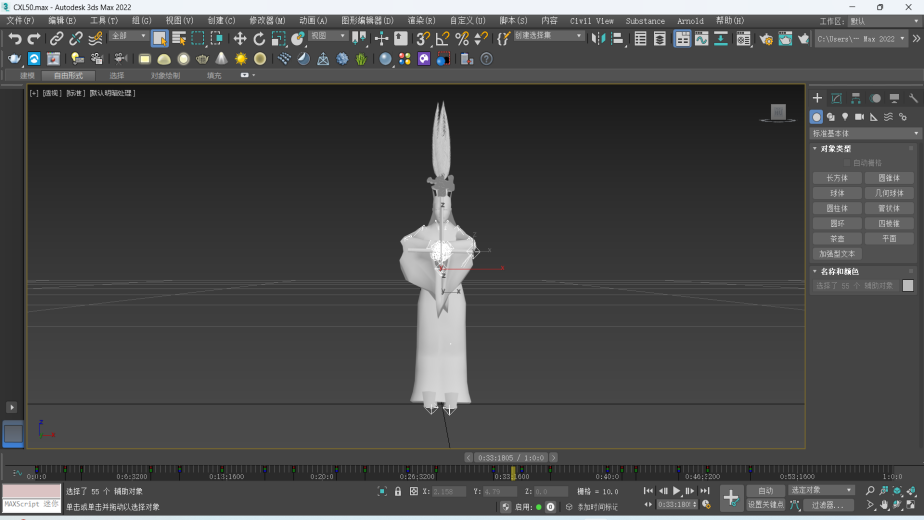 CXL50.max - Autodesk 3ds Max 2022
文件(F) 编辑(E) 工具(T) 组(G) 视图(V) 创建(C) 修改器(M) 动画(A) 图形编辑器(D) 渲染(R) 自定义(U) 脚本(S) 内容 Civil View Substance Arnold 帮助(H) 工作区: 默认
全部 视图 创建选择集 C:\Users\⋯ Max 2022
建模 自由形式 选择 对象绘制 填充
[+] [透视] [标准] [默认明暗处理]
标准基本体
对象类型
自动栅格
长方体 圆锥体
球体 几何球体
圆柱体 管状体
圆环 四棱锥
茶壶 平面
加强型文本
名称和颜色
选择了 55 个 辅助对象
0:33:1805 / 1:0:0
0:0:0 0:6:3200 0:13:1600 0:20:0 0:26:3200 0:40:0 0:46:3200 0:53:1600 1:0:0
选择了 55 个 辅助对象 X: Y: Z: 0.0 栅格 = 10.0 自动 选定对象
MAXScript 迷你 单击或单击并拖动以选择对象 启用: 添加时间标记 0:33:180 设置关键点 过滤器...